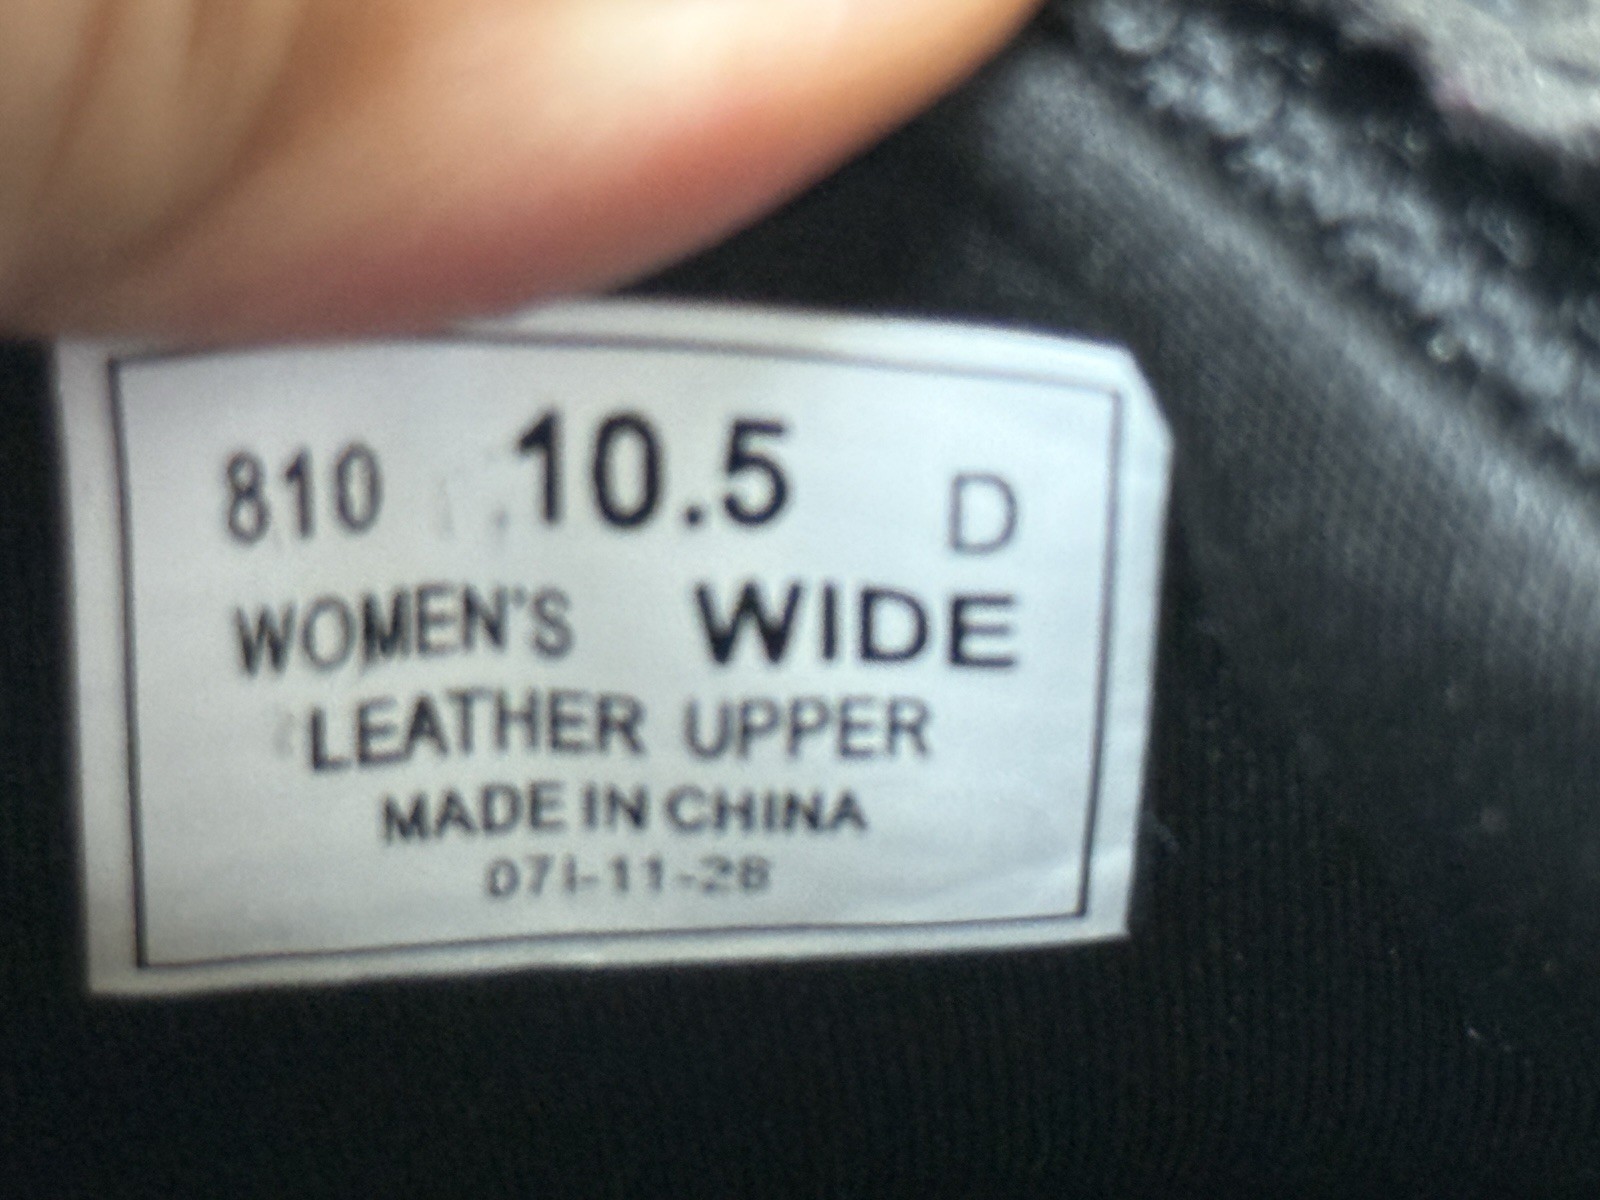 810 10.5 D
WOMEN'S WIDE
LEATHER UPPER
MADE IN CHINA
071-11-28